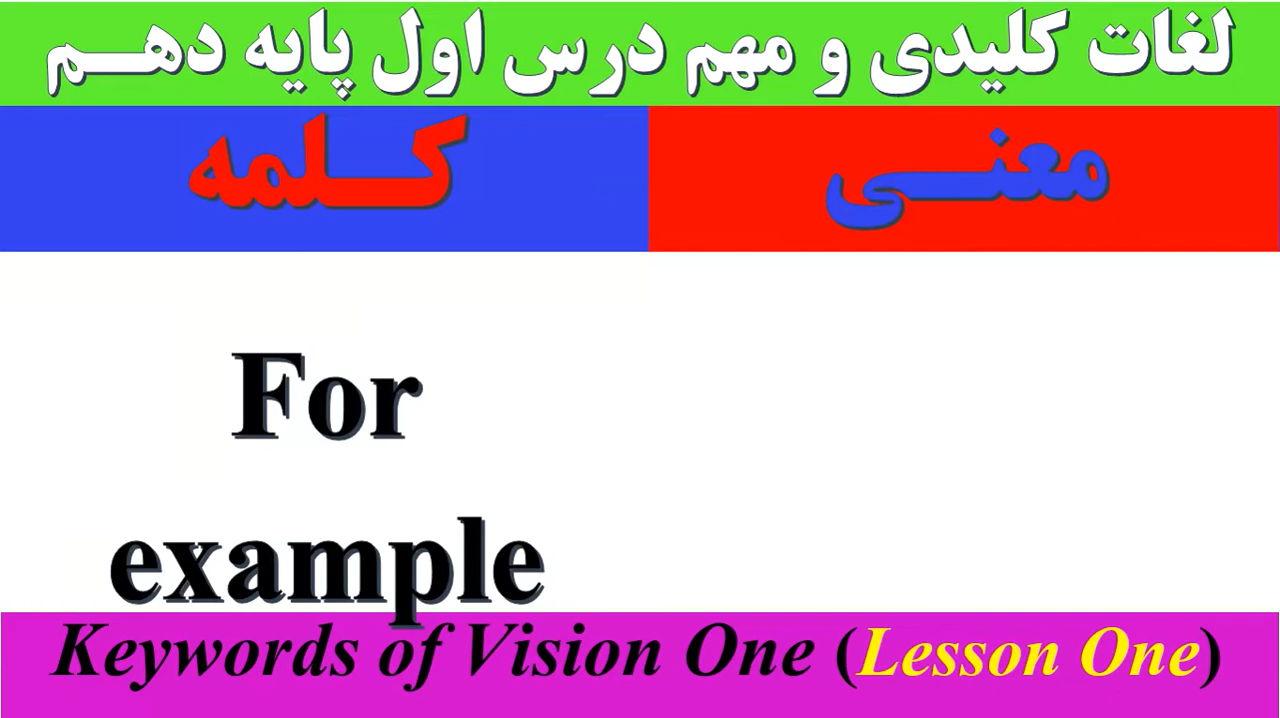 لغات کلیدی و مهم درس اول پایه دهم
معنی
کلمه
For
example
Keywords of Vision One (Lesson One)